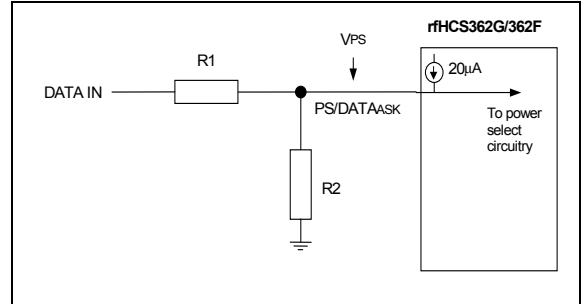 rfHCS362G/362F
VPS
20µA
R1
DATA IN
PS/DATAASK
To power
select
circuitry
R2